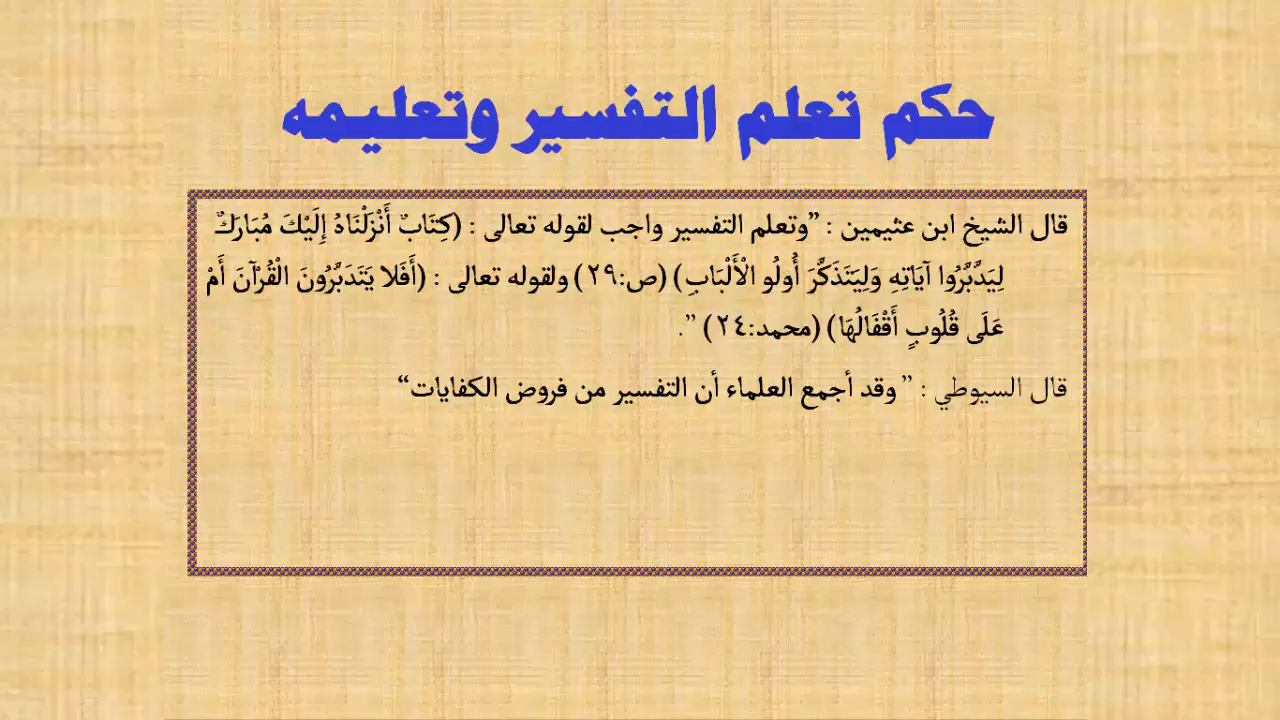 حكم تعلم التفسير وتعليمه
قال الشيخ ابن عثيمين : ”وتعلم التفسير واجب لقوله تعالى : (كِتَابٌ أَنْزَلْنَاهُ إِلَيْكَ مُبَارَكٌ
لِيَدَّبَّرُوا آيَاتِهِ وَلِيَتَذَكَّرَ أُولُو الْأَلْبَابِ) (ص:٢٩) ولقوله تعالى : (أَفَلا يَتَدَبَّرُونَ الْقُرْآنَ أَمْ
عَلَى قُلُوبٍ أَقْفَالُهَا) (محمد:٢٤) ”.
قال السيوطي : ” وقد أجمع العلماء أن التفسير من فروض الكفايات“